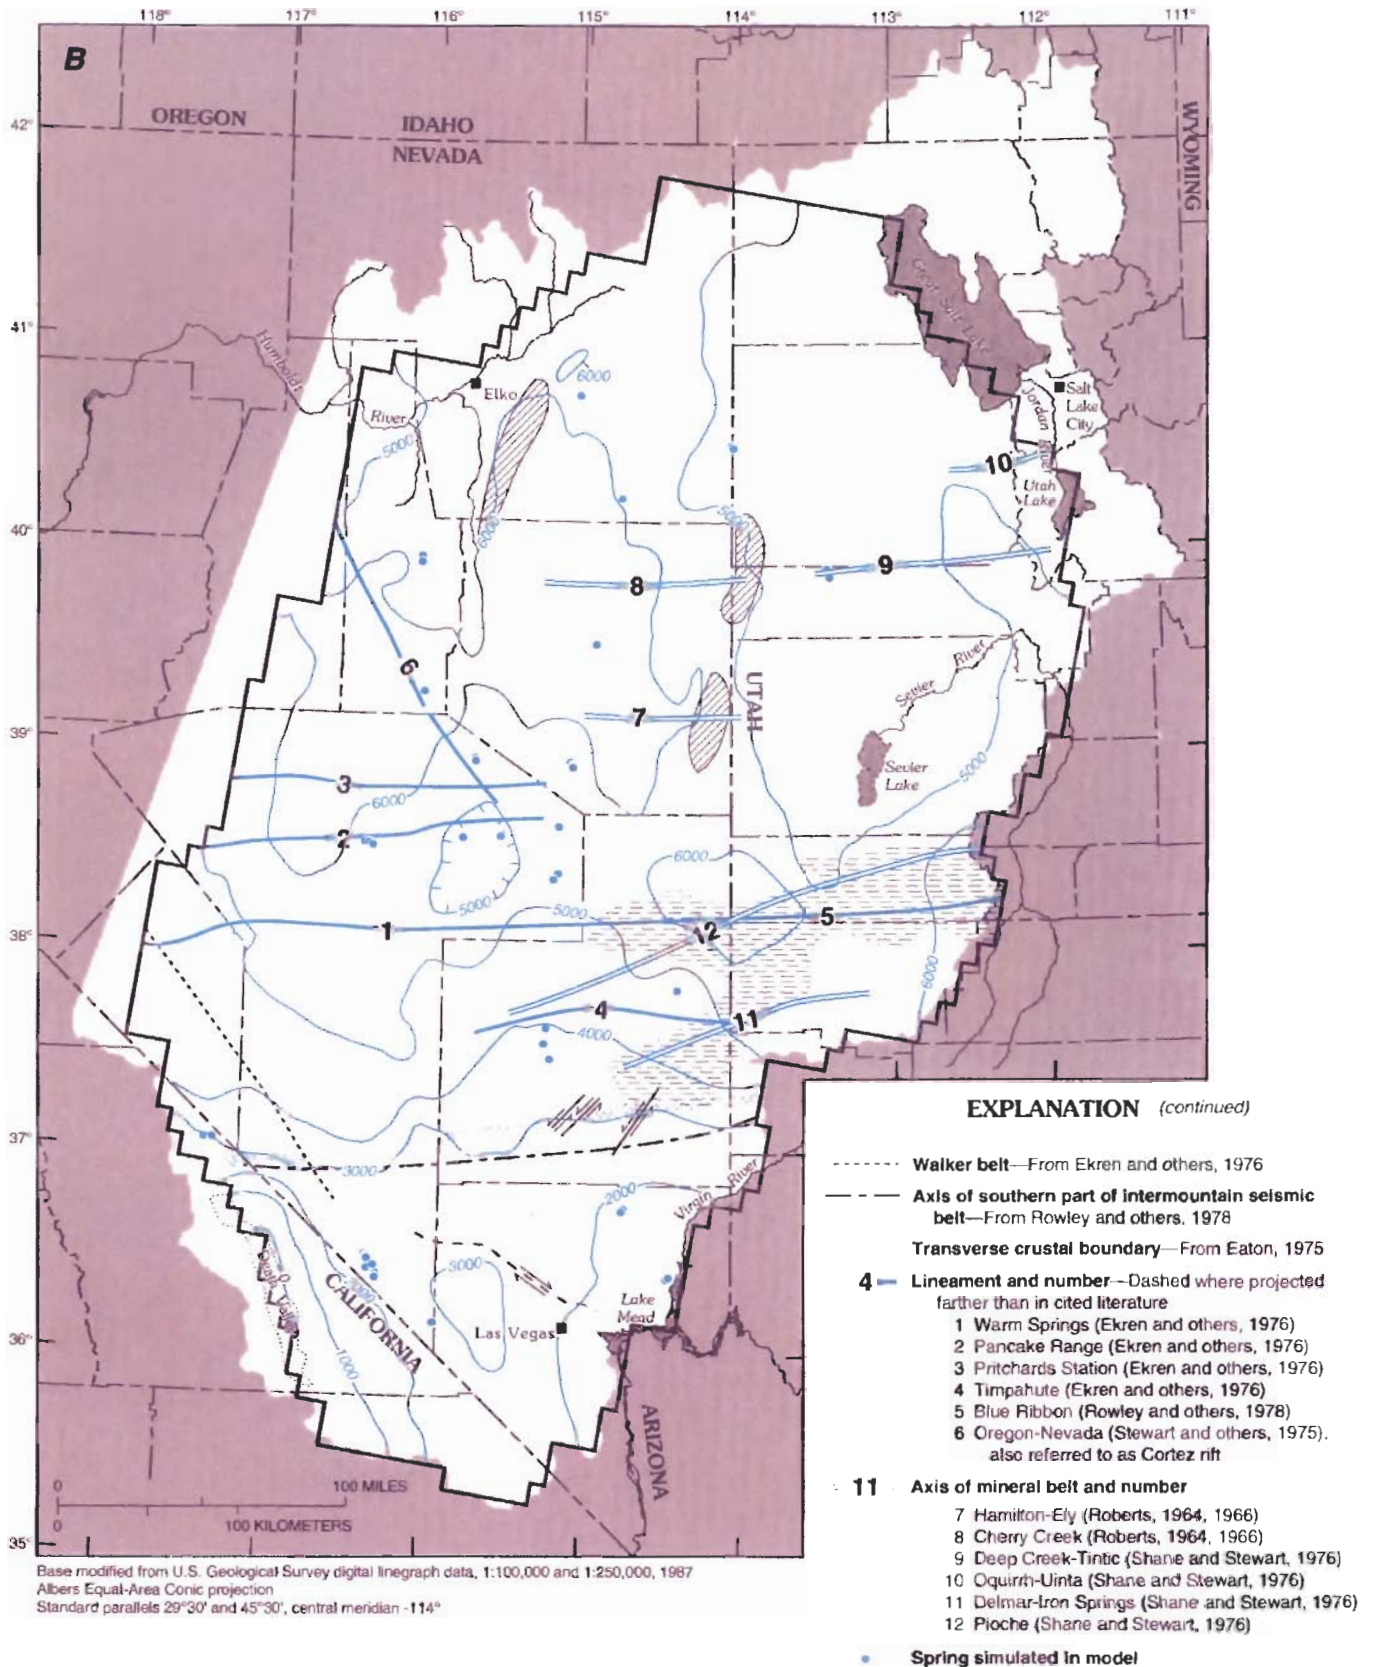 118° 117° 116° 115° 114° 113° 112° 111°
B
OREGON
IDAHO
NEVADA
WYOMING
42°
41°
40°
39°
38°
37°
36°
35°
Great Salt Lake
Humboldt
River
Elko
6000
5000
6000
5000
Jordan River
Salt
Lake
City
10
Utah
Lake
9
8
6
7
UTAH
Sevier River
Sevier
Lake
5000
3
6000
2
6000
5000
5000
1
12
5
6000
4
11
4000
3000
2000
Virgin River
3000
Death Valley
CALIFORNIA
1000
Lake
Mead
Las Vegas
ARIZONA
0 100 MILES
0 100 KILOMETERS
Base modified from U.S. Geological Survey digital linegraph data, 1:100,000 and 1:250,000, 1987
Albers Equal-Area Conic projection
Standard parallels 29°30' and 45°30', central meridian -114°
EXPLANATION (continued)
Walker belt—From Ekren and others, 1976
Axis of southern part of intermountain seismic
belt—From Rowley and others. 1978
Transverse crustal boundary—From Eaton, 1975
4 Lineament and number—Dashed where projected
farther than in cited literature
1 Warm Springs (Ekren and others, 1976)
2 Pancake Range (Ekren and others, 1976)
3 Pritchards Station (Ekren and others, 1976)
4 Timpahute (Ekren and others, 1976)
5 Blue Ribbon (Rowley and others, 1978)
6 Oregon-Nevada (Stewart and others, 1975),
also referred to as Cortez rift
11 Axis of mineral belt and number
7 Hamilton-Ely (Roberts, 1964, 1966)
8 Cherry Creek (Roberts, 1964, 1966)
9 Deep Creek-Tintic (Shane and Stewart, 1976)
10 Oquirrh-Uinta (Shane and Stewart, 1976)
11 Delmar-Iron Springs (Shane and Stewart, 1976)
12 Pioche (Shane and Stewart, 1976)
Spring simulated in model